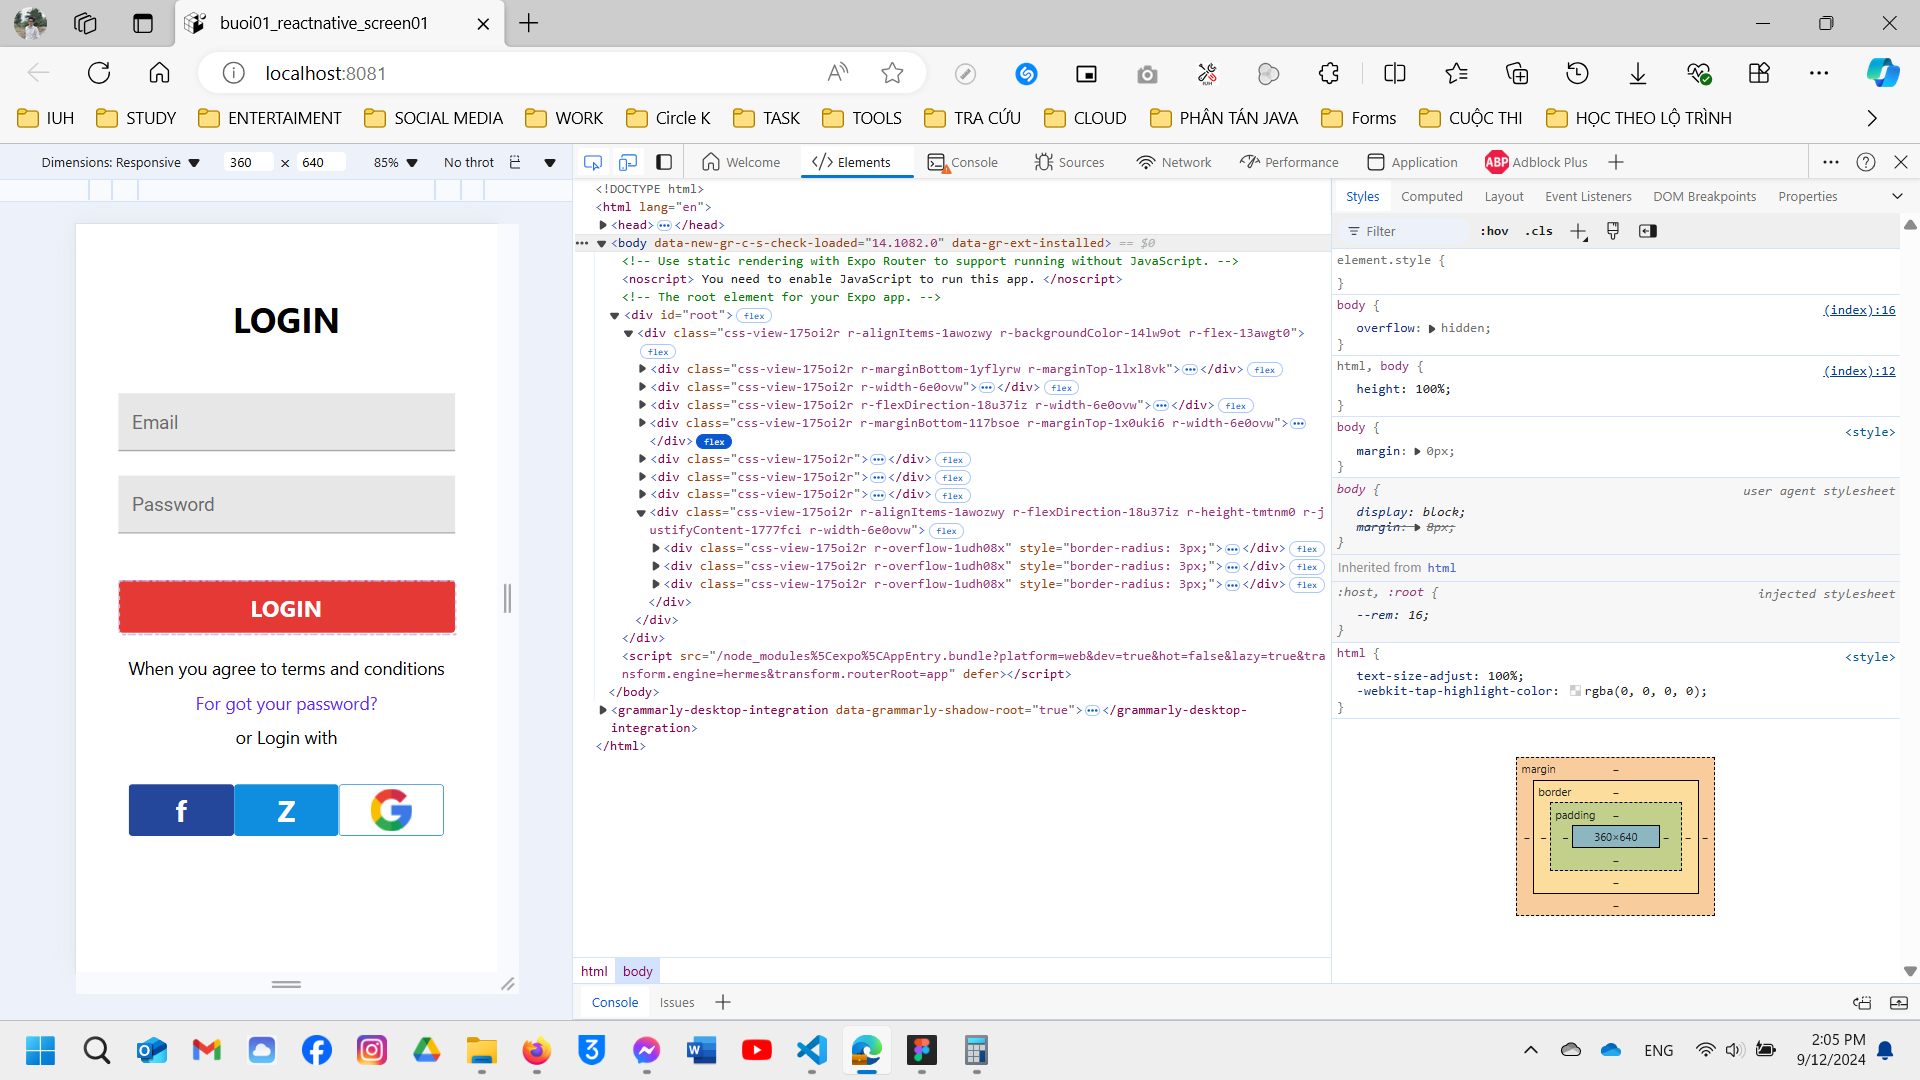 buoi01_reactnative_screen01
localhost:8081
IUH STUDY ENTERTAIMENT SOCIAL MEDIA WORK Circle K TASK TOOLS TRA CỨU CLOUD PHÂN TÁN JAVA Forms CUỘC THI HỌC THEO LỘ TRÌNH
Dimensions: Responsive 360 × 640 85% No throt
Welcome </> Elements Console Sources Network Performance Application ABP Adblock Plus
LOGIN
Email
Password
LOGIN
When you agree to terms and conditions
For got your password?
or Login with
f Z G
<!DOCTYPE html>
<html lang="en">
<head> ••• </head>
••• <body data-new-gr-c-s-check-loaded="14.1082.0" data-gr-ext-installed> == $0
<!-- Use static rendering with Expo Router to support running without JavaScript. -->
<noscript> You need to enable JavaScript to run this app. </noscript>
<!-- The root element for your Expo app. -->
<div id="root"> flex
<div class="css-view-175oi2r r-alignItems-1awozwy r-backgroundColor-14lw9ot r-flex-13awgt0">
flex
<div class="css-view-175oi2r r-marginBottom-1yflyrw r-marginTop-1lxl8vk"> ••• </div> flex
<div class="css-view-175oi2r r-width-6e0ovw"> ••• </div> flex
<div class="css-view-175oi2r r-flexDirection-18u37iz r-width-6e0ovw"> ••• </div> flex
<div class="css-view-175oi2r r-marginBottom-117bsoe r-marginTop-1x0uki6 r-width-6e0ovw"> •••
</div> flex
<div class="css-view-175oi2r"> ••• </div> flex
<div class="css-view-175oi2r"> ••• </div> flex
<div class="css-view-175oi2r"> ••• </div> flex
<div class="css-view-175oi2r r-alignItems-1awozwy r-flexDirection-18u37iz r-height-tmtnm0 r-j
ustifyContent-1777fci r-width-6e0ovw"> flex
<div class="css-view-175oi2r r-overflow-1udh08x" style="border-radius: 3px;"> ••• </div> flex
<div class="css-view-175oi2r r-overflow-1udh08x" style="border-radius: 3px;"> ••• </div> flex
<div class="css-view-175oi2r r-overflow-1udh08x" style="border-radius: 3px;"> ••• </div> flex
</div>
</div>
</div>
<script src="/node_modules%5Cexpo%5CAppEntry.bundle?platform=web&dev=true&hot=false&lazy=true&tra
nsform.engine=hermes&transform.routerRoot=app" defer></script>
</body>
<grammarly-desktop-integration data-grammarly-shadow-root="true"> ••• </grammarly-desktop-
integration>
</html>
html body
Console Issues
Styles Computed Layout Event Listeners DOM Breakpoints Properties
Filter :hov .cls
element.style {
}
body { (index):16
overflow: hidden;
}
html, body { (index):12
height: 100%;
}
body { <style>
margin: 0px;
}
body { user agent stylesheet
display: block;
margin: 8px;
}
Inherited from html
:host, :root { injected stylesheet
--rem: 16;
}
html { <style>
text-size-adjust: 100%;
-webkit-tap-highlight-color: rgba(0, 0, 0, 0);
}
margin –
border –
padding –
– – – 360×640 – – –
–
–
–
ENG
2:05 PM
9/12/2024